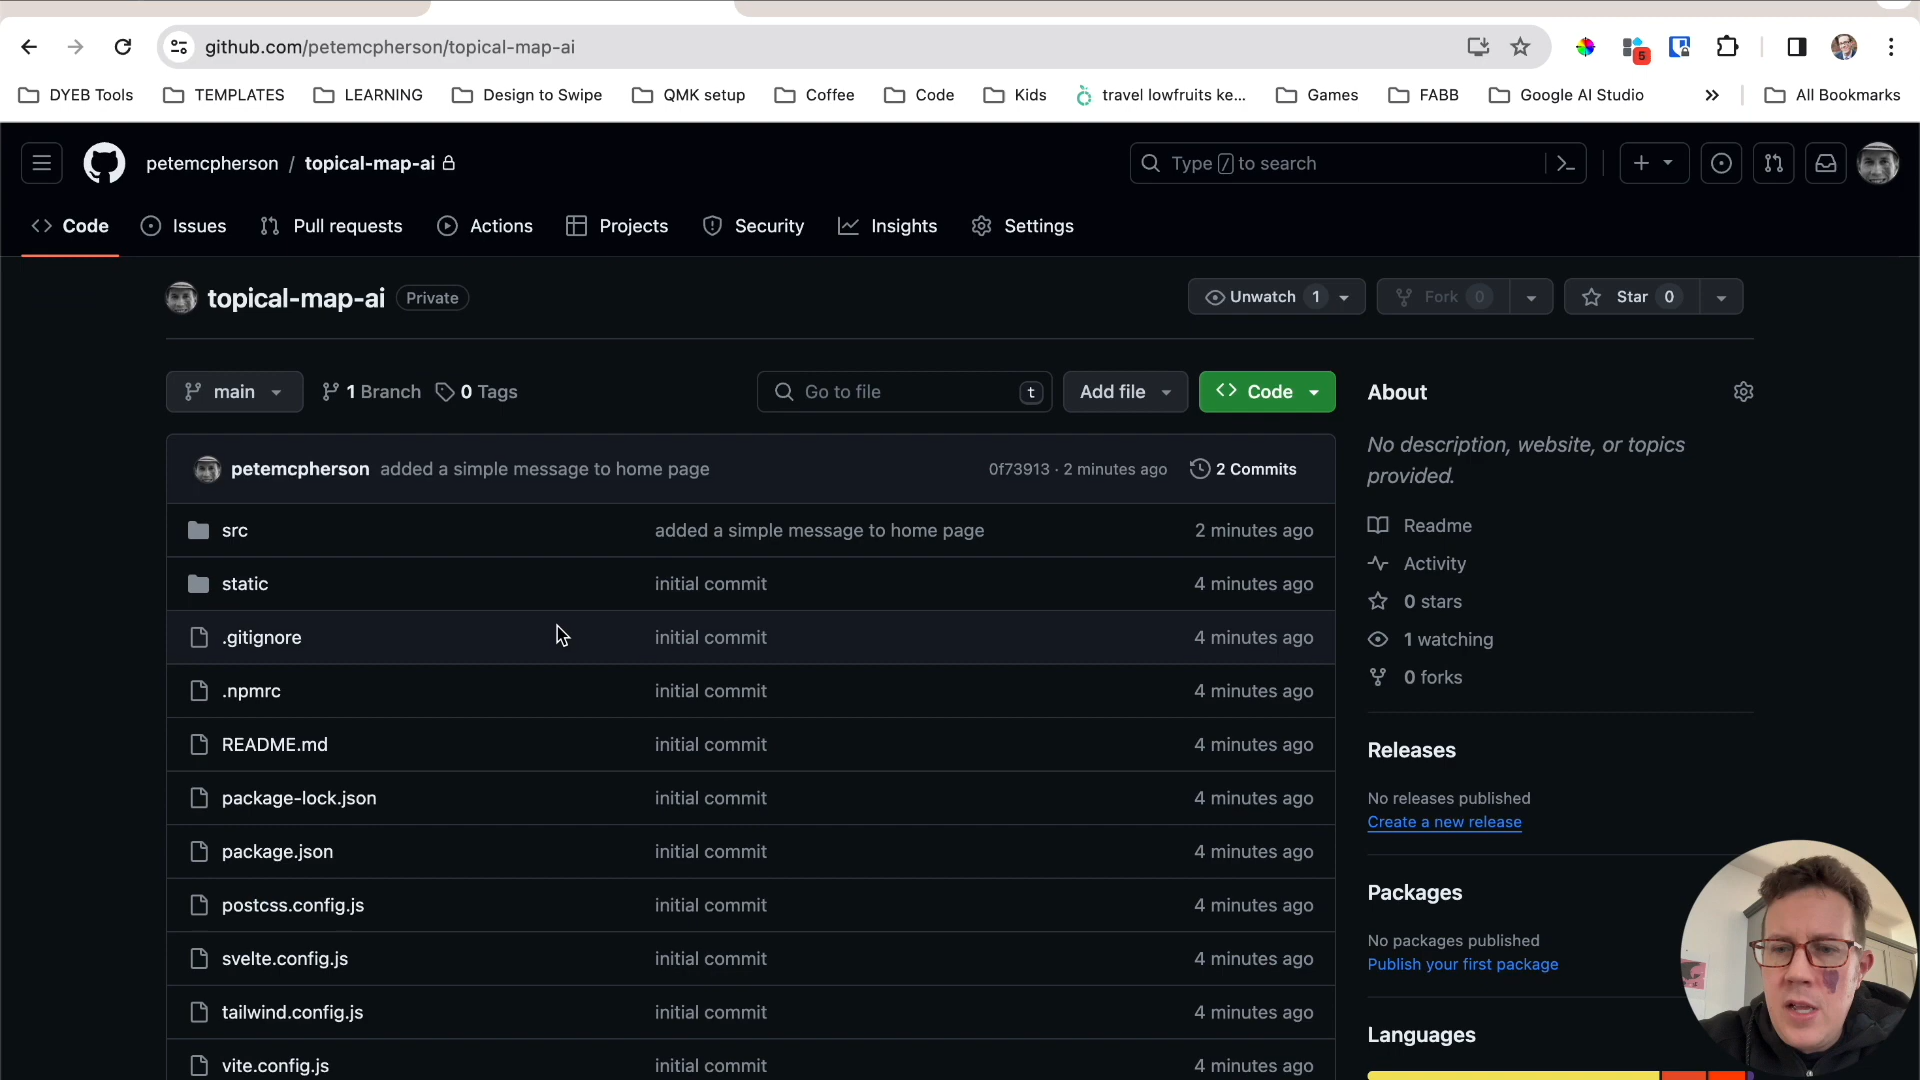 github.com/petemcpherson/topical-map-ai
5
DYEB Tools
TEMPLATES
LEARNING
Design to Swipe
QMK setup
Coffee
Code
Kids
travel lowfruits ke...
Games
FABB
Google AI Studio
All Bookmarks
petemcpherson / topical-map-ai
Type / to search
Code
Issues
Pull requests
Actions
Projects
Security
Insights
Settings
topical-map-ai Private
Unwatch 1
Fork 0
Star 0
main
1 Branch
0 Tags
Go to file t
Add file
Code
petemcpherson added a simple message to home page 0f73913 · 2 minutes ago 2 Commits
src added a simple message to home page 2 minutes ago
static initial commit 4 minutes ago
.gitignore initial commit 4 minutes ago
.npmrc initial commit 4 minutes ago
README.md initial commit 4 minutes ago
package-lock.json initial commit 4 minutes ago
package.json initial commit 4 minutes ago
postcss.config.js initial commit 4 minutes ago
svelte.config.js initial commit 4 minutes ago
tailwind.config.js initial commit 4 minutes ago
vite.config.js initial commit 4 minutes ago
About
No description, website, or topics
provided.
Readme
Activity
0 stars
1 watching
0 forks
Releases
No releases published
Create a new release
Packages
No packages published
Publish your first package
Languages